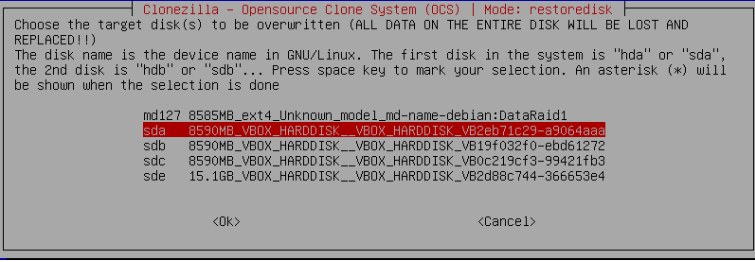 Clonezilla - Opensource Clone System (OCS) | Mode: restoredisk
Choose the target disk(s) to be overwritten (ALL DATA ON THE ENTIRE DISK WILL BE LOST AND
REPLACED!!)
The disk name is the device name in GNU/Linux. The first disk in the system is "hda" or "sda",
the 2nd disk is "hdb" or "sdb"... Press space key to mark your selection. An asterisk (*) will
be shown when the selection is done
md127 8585MB_ext4_Unknown_model_md-name-debian:DataRaid1
sda 8590MB_VBOX_HARDDISK__VBOX_HARDDISK_VB2eb71c29-a9064aaa
sdb 8590MB_VBOX_HARDDISK__VBOX_HARDDISK_VB19f032f0-ebd61272
sdc 8590MB_VBOX_HARDDISK__VBOX_HARDDISK_VB0c219cf3-99421fb3
sde 15.1GB_VBOX_HARDDISK__VBOX_HARDDISK_VB2d88c744-366653e4
<Ok> <Cancel>